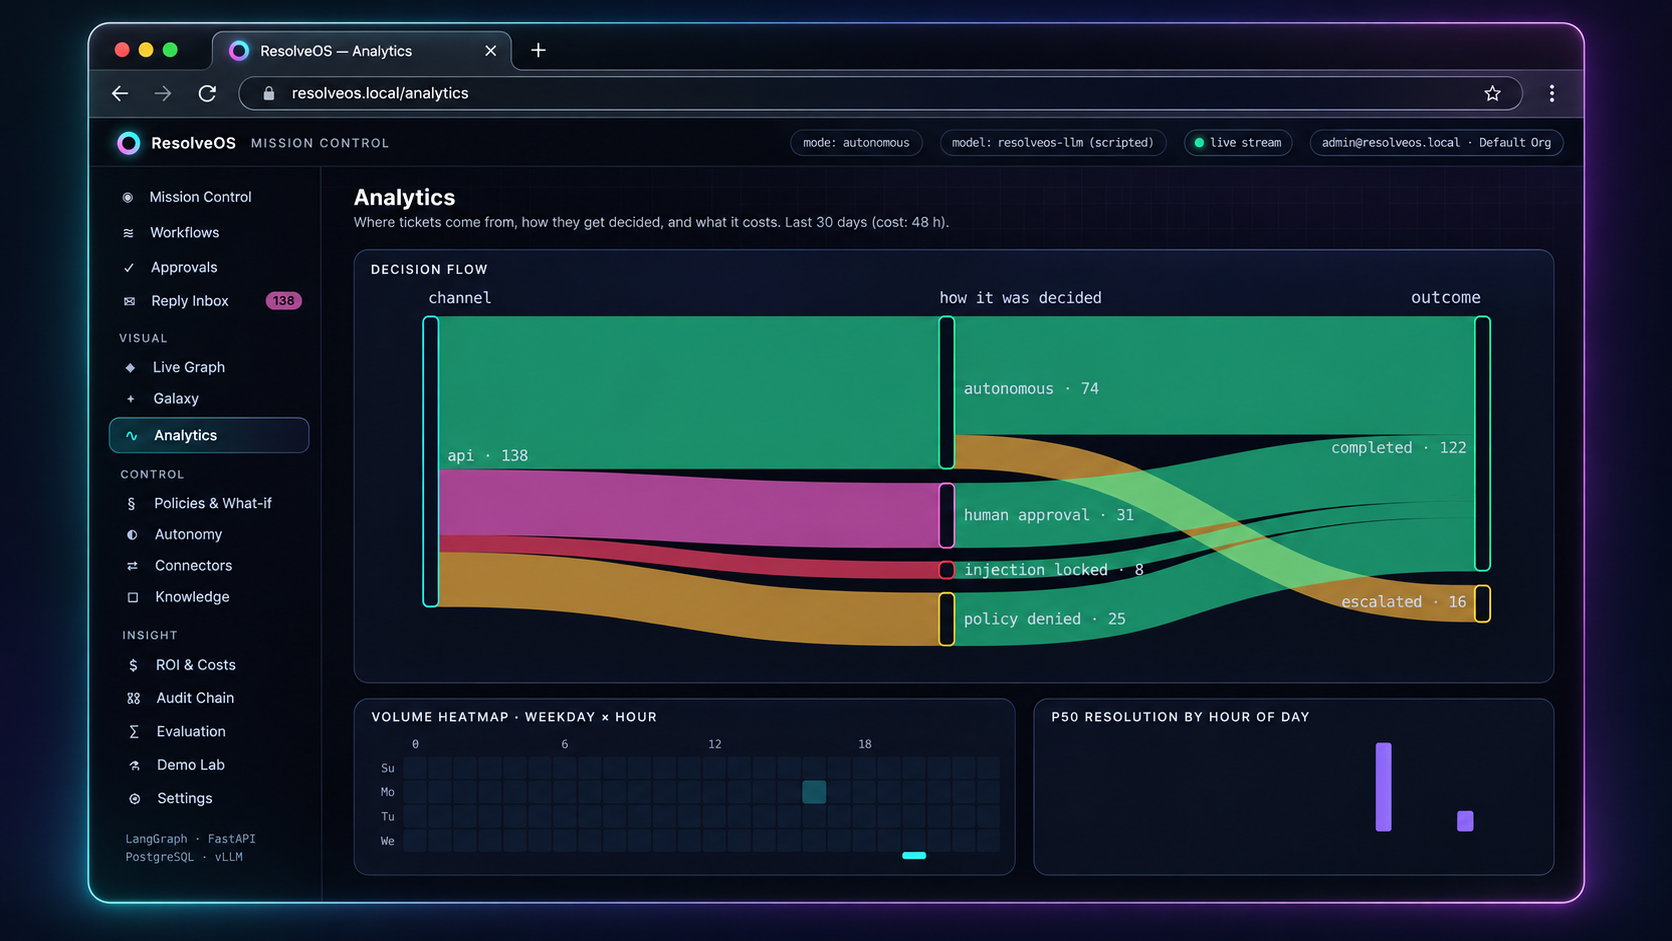 ResolveOS — Analytics
resolveos.local/analytics
ResolveOS MISSION CONTROL
mode: autonomous
model: resolveos-llm (scripted)
live stream
admin@resolveos.local · Default Org
Mission Control
Workflows
Approvals
Reply Inbox 138
VISUAL
Live Graph
Galaxy
Analytics
CONTROL
§ Policies & What-if
Autonomy
Connectors
Knowledge
INSIGHT
$ ROI & Costs
Audit Chain
Σ Evaluation
Demo Lab
Settings
LangGraph · FastAPI
PostgreSQL · vLLM
Analytics
Where tickets come from, how they get decided, and what it costs. Last 30 days (cost: 48 h).
DECISION FLOW
channel how it was decided outcome
autonomous · 74
completed · 122
api · 138
human approval · 31
injection locked · 8
escalated · 16
policy denied · 25
VOLUME HEATMAP · WEEKDAY × HOUR
0 6 12 18
Su
Mo
Tu
We
P50 RESOLUTION BY HOUR OF DAY